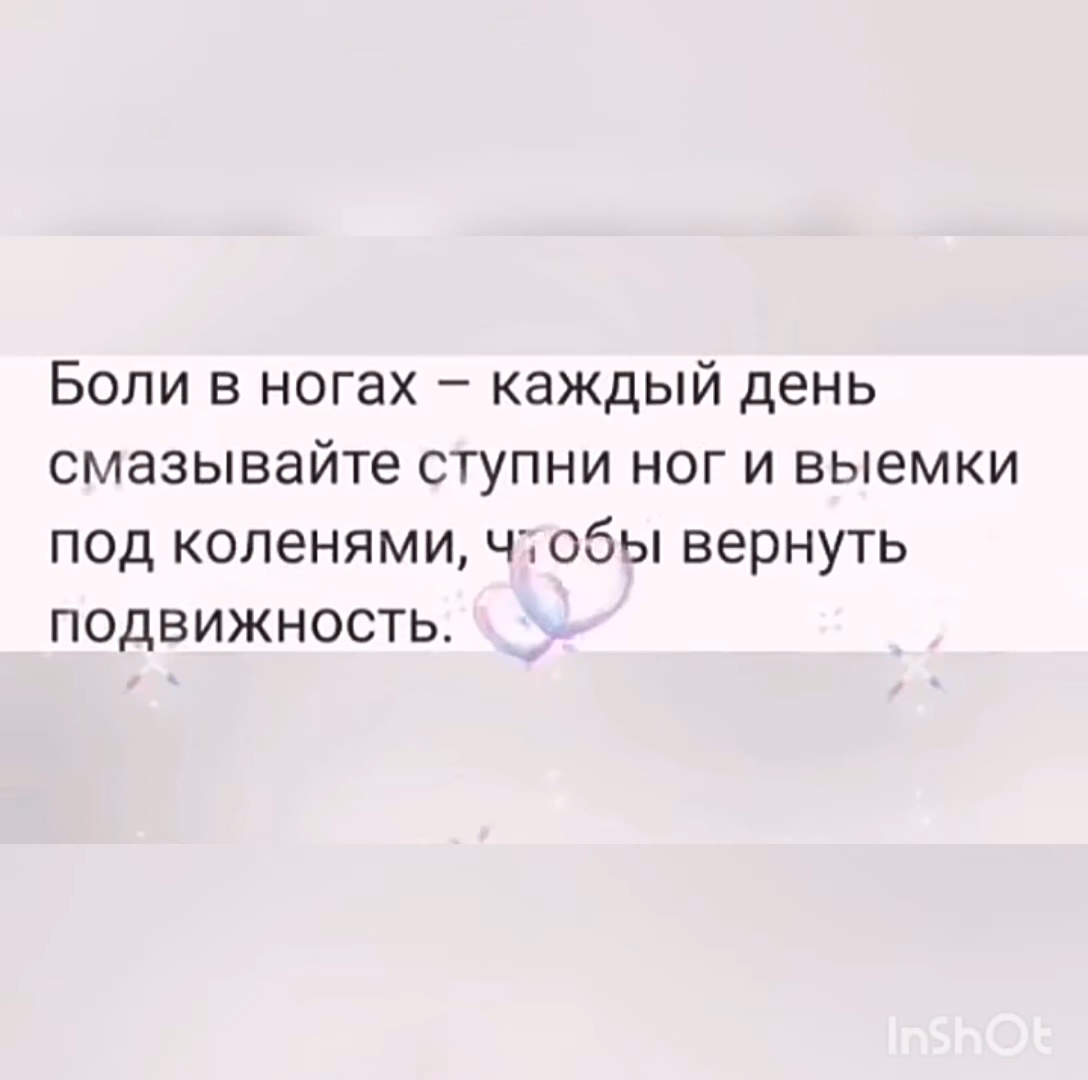 Боли в ногах – каждый день
смазывайте ступни ног и выемки
под коленями, чтобы вернуть
подвижность.
InShOt